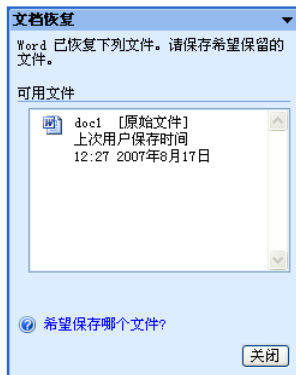 文档恢复
Word 已恢复下列文件。请保存希望保留的
文件。
可用文件
doc1 [原始文件]
上次用户保存时间
12:27 2007年8月17日
希望保存哪个文件?
关闭